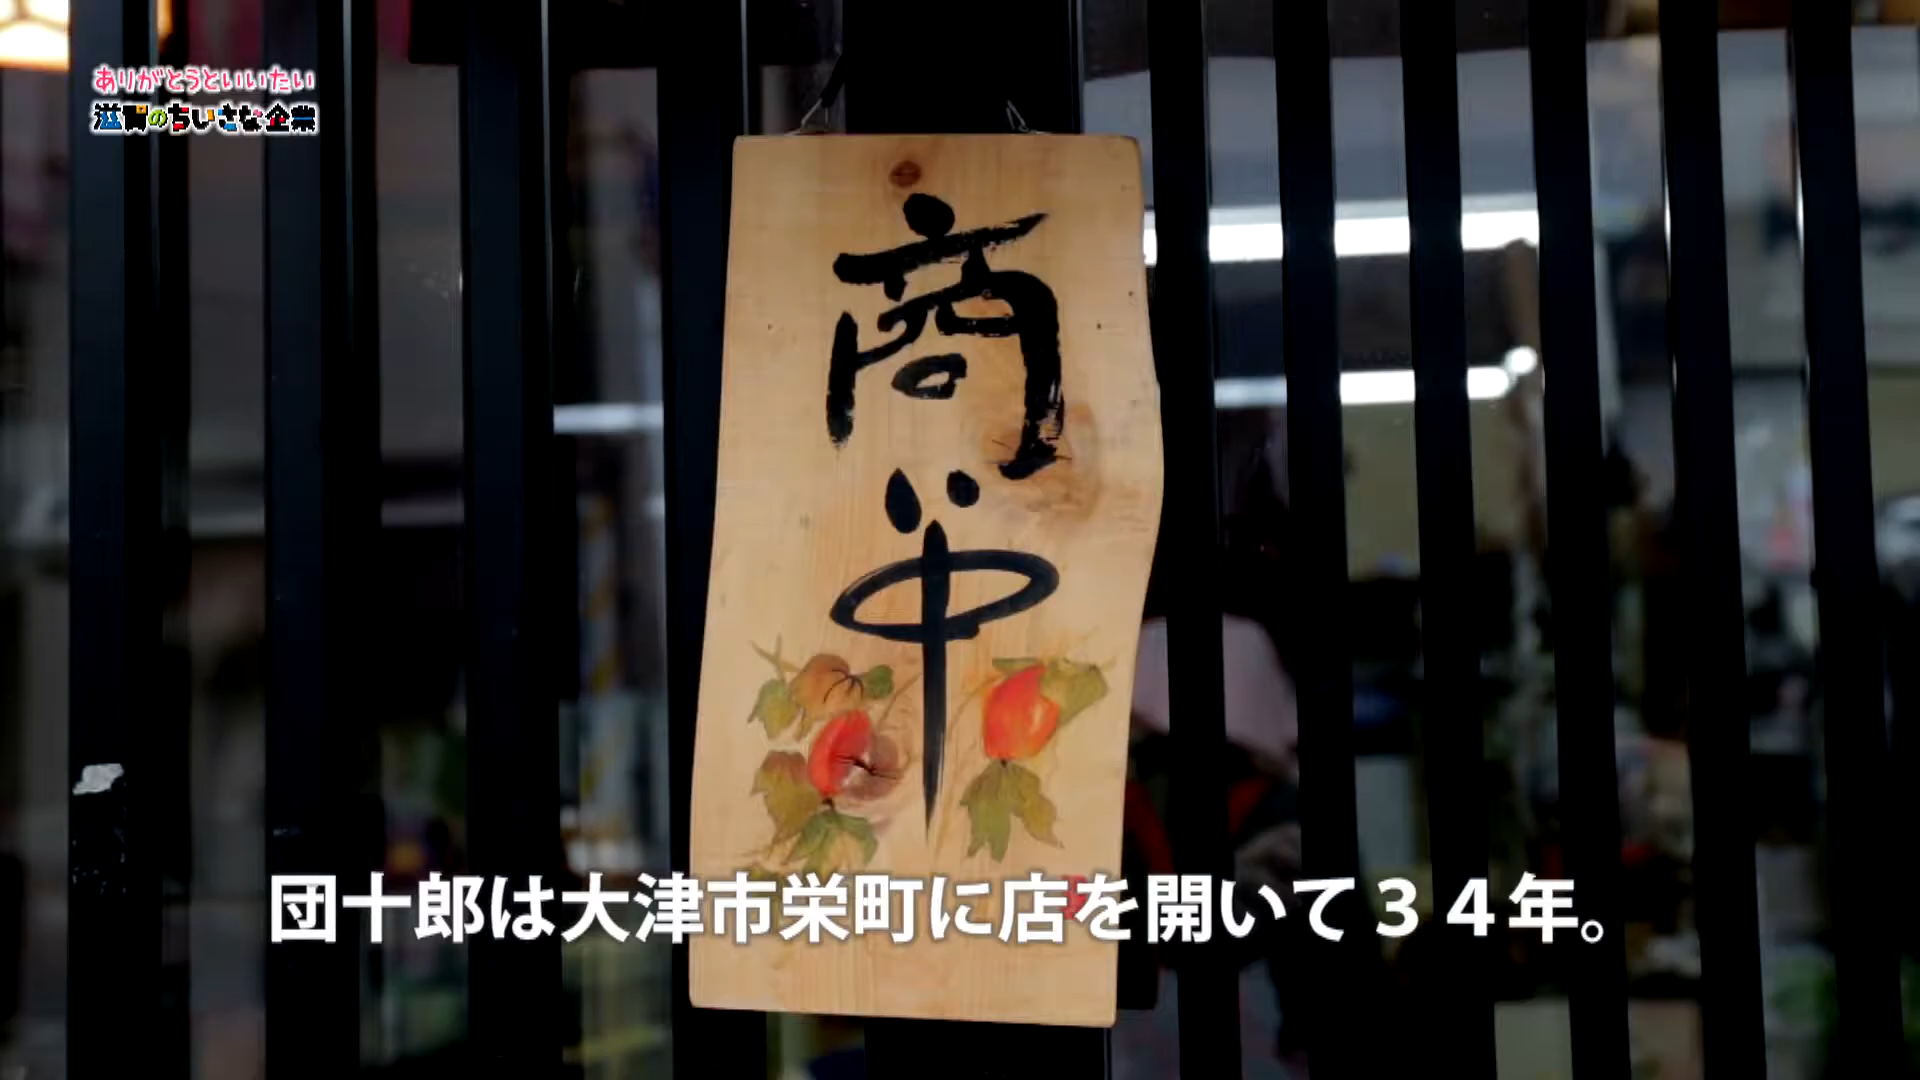 ありがとうといいたい
滋賀のちいさな企業
商い中
団十郎は大津市栄町に店を開いて３４年。